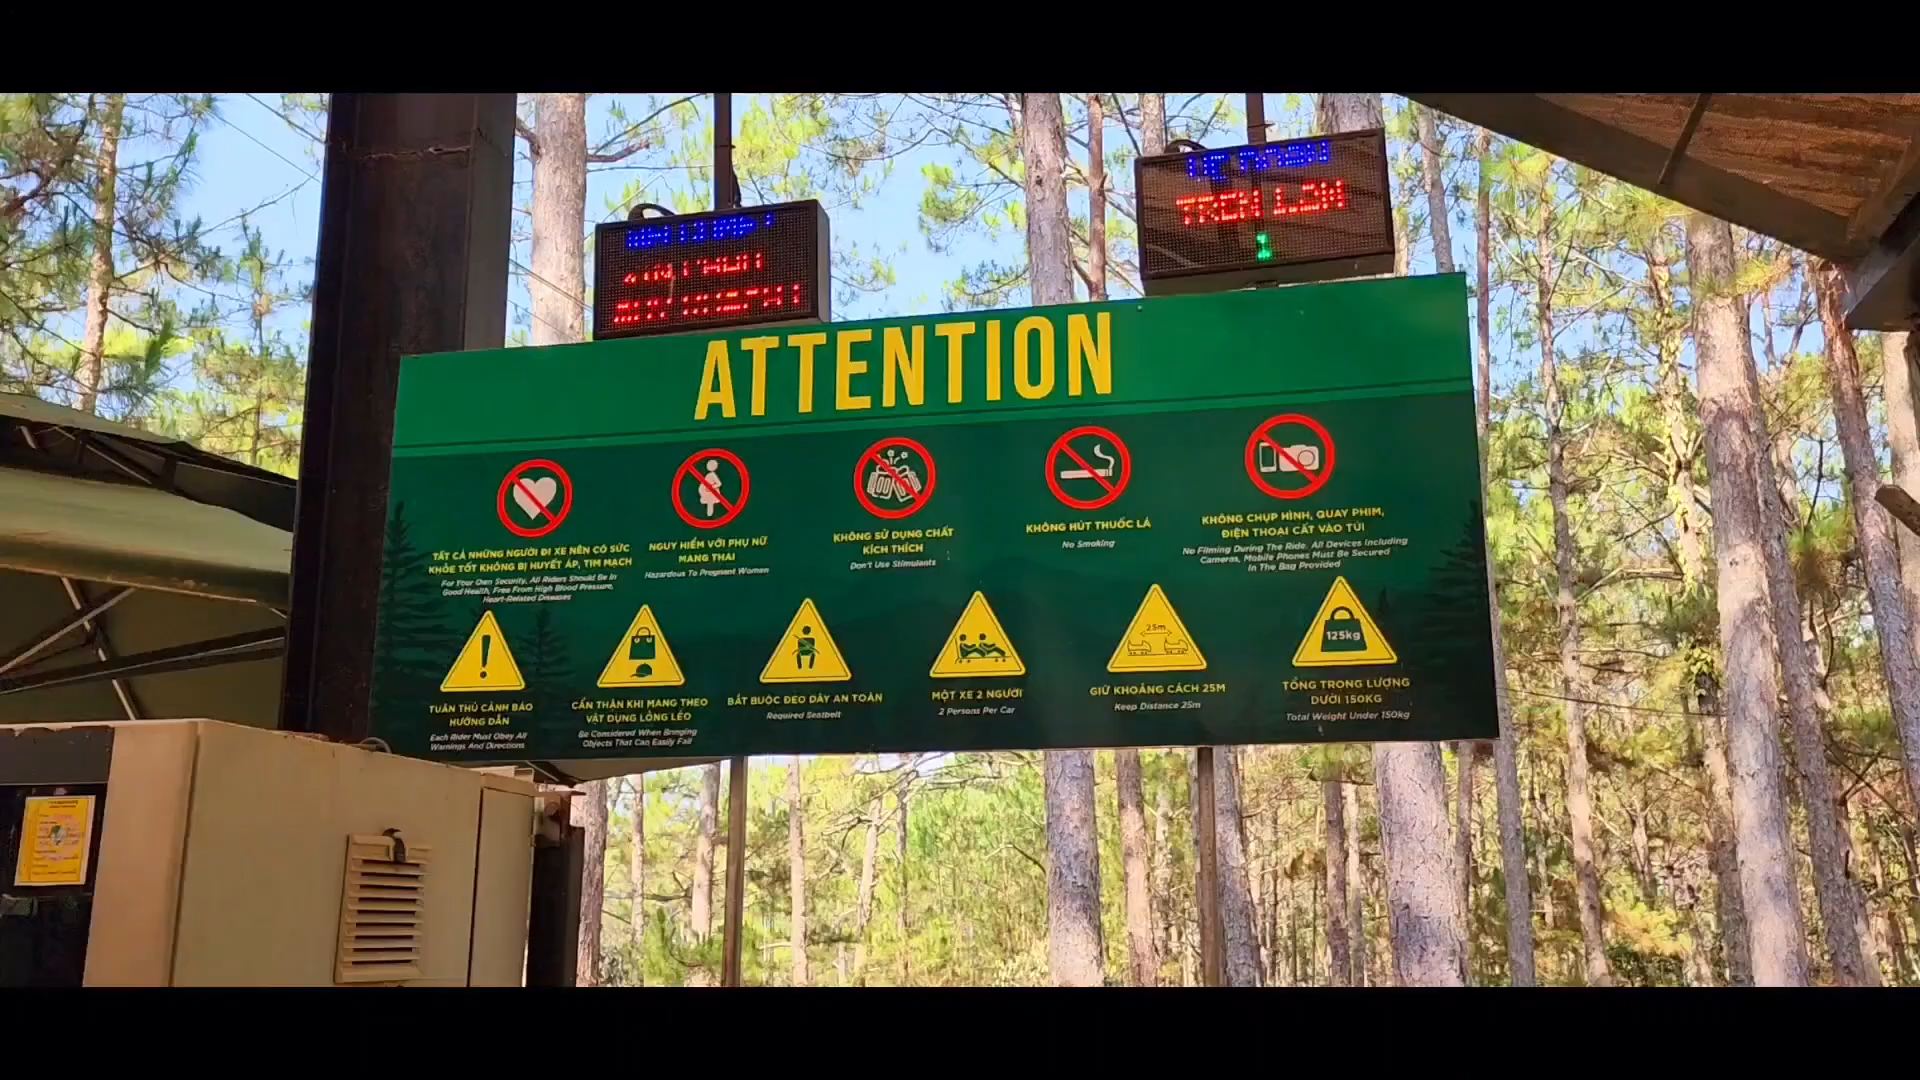 ATTENTION
TẤT CẢ NHỮNG NGƯỜI ĐI XE NÊN CÓ SỨC
KHỎE TỐT KHÔNG BỊ HUYẾT ÁP, TIM MẠCH
For Your Own Security, All Riders Should Be In
Good Health, Free From High Blood Pressure,
Heart-Related Diseases
NGUY HIỂM VỚI PHỤ NỮ
MANG THAI
Hazardous To Pregnant Women
KHÔNG SỬ DỤNG CHẤT
KÍCH THÍCH
Don't Use Stimulants
KHÔNG HÚT THUỐC LÁ
No Smoking
KHÔNG CHỤP HÌNH, QUAY PHIM,
ĐIỆN THOẠI CẤT VÀO TÚI
No Filming During The Ride. All Devices Including
Cameras, Mobile Phones Must Be Secured
In The Bag Provided
TUÂN THỦ CẢNH BÁO
HƯỚNG DẪN
Each Rider Must Obey All
Warnings And Directions
CẨN THẬN KHI MANG THEO
VẬT DỤNG LỎNG LẺO
Be Considered When Bringing
Objects That Can Easily Fall
BẮT BUỘC ĐEO DÂY AN TOÀN
Required Seatbelt
MỘT XE 2 NGƯỜI
2 Persons Per Car
25m
GIỮ KHOẢNG CÁCH 25M
Keep Distance 25m
125kg
TỔNG TRỌNG LƯỢNG
DƯỚI 150KG
Total Weight Under 150kg